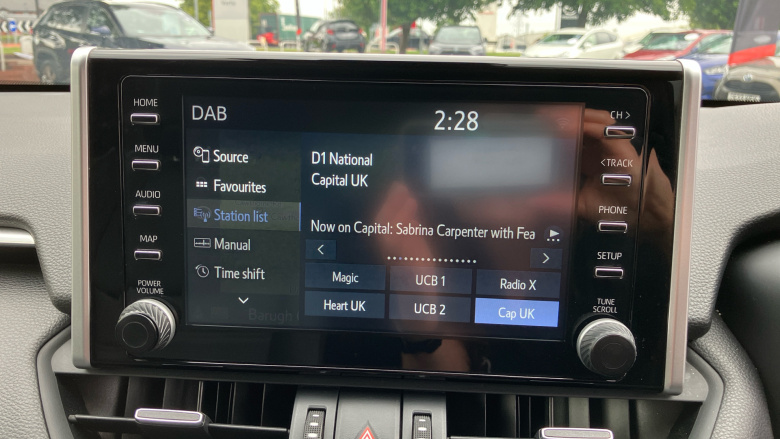 HOME
MENU
AUDIO
MAP
POWER
VOLUME
DAB
2:28
Source
Favourites
Station list
Manual
Time shift
D1 National
Capital UK
Now on Capital: Sabrina Carpenter with Fea
Magic
UCB 1
Radio X
Heart UK
UCB 2
Cap UK
CH >
< TRACK
PHONE
SETUP
TUNE
SCROLL